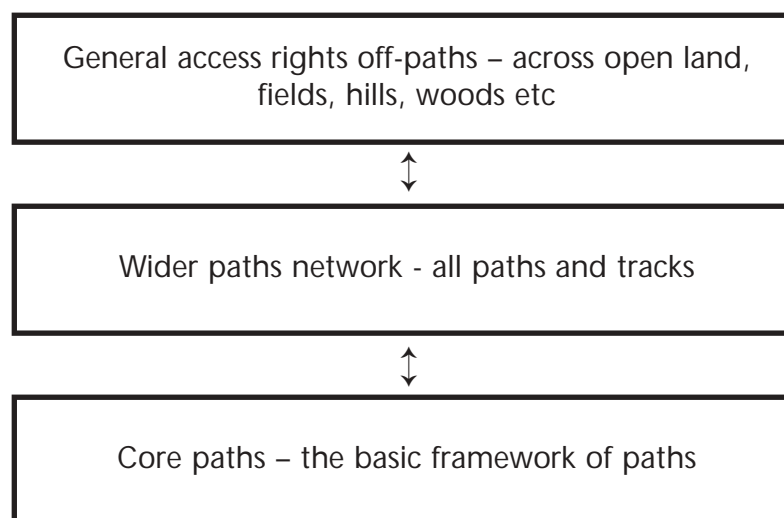 General access rights off-paths – across open land,
fields, hills, woods etc
Wider paths network - all paths and tracks
Core paths – the basic framework of paths